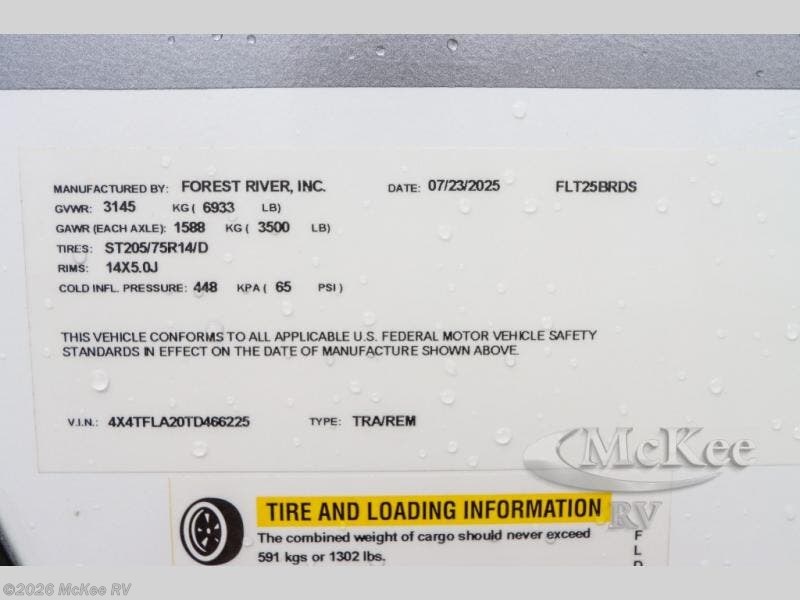 MANUFACTURED BY: FOREST RIVER, INC. DATE: 07/23/2025 FLT25BRDS
GVWR: 3145 KG ( 6933 LB)
GAWR (EACH AXLE): 1588 KG ( 3500 LB)
TIRES: ST205/75R14/D
RIMS: 14X5.0J
COLD INFL. PRESSURE: 448 KPA ( 65 PSI )
THIS VEHICLE CONFORMS TO ALL APPLICABLE U.S. FEDERAL MOTOR VEHICLE SAFETY
STANDARDS IN EFFECT ON THE DATE OF MANUFACTURE SHOWN ABOVE.
V.I.N.: 4X4TFLA20TD466225 TYPE: TRA/REM
McKee
RV
TIRE AND LOADING INFORMATION
The combined weight of cargo should never exceed
591 kgs or 1302 lbs.
F
L
©2026 McKee RV